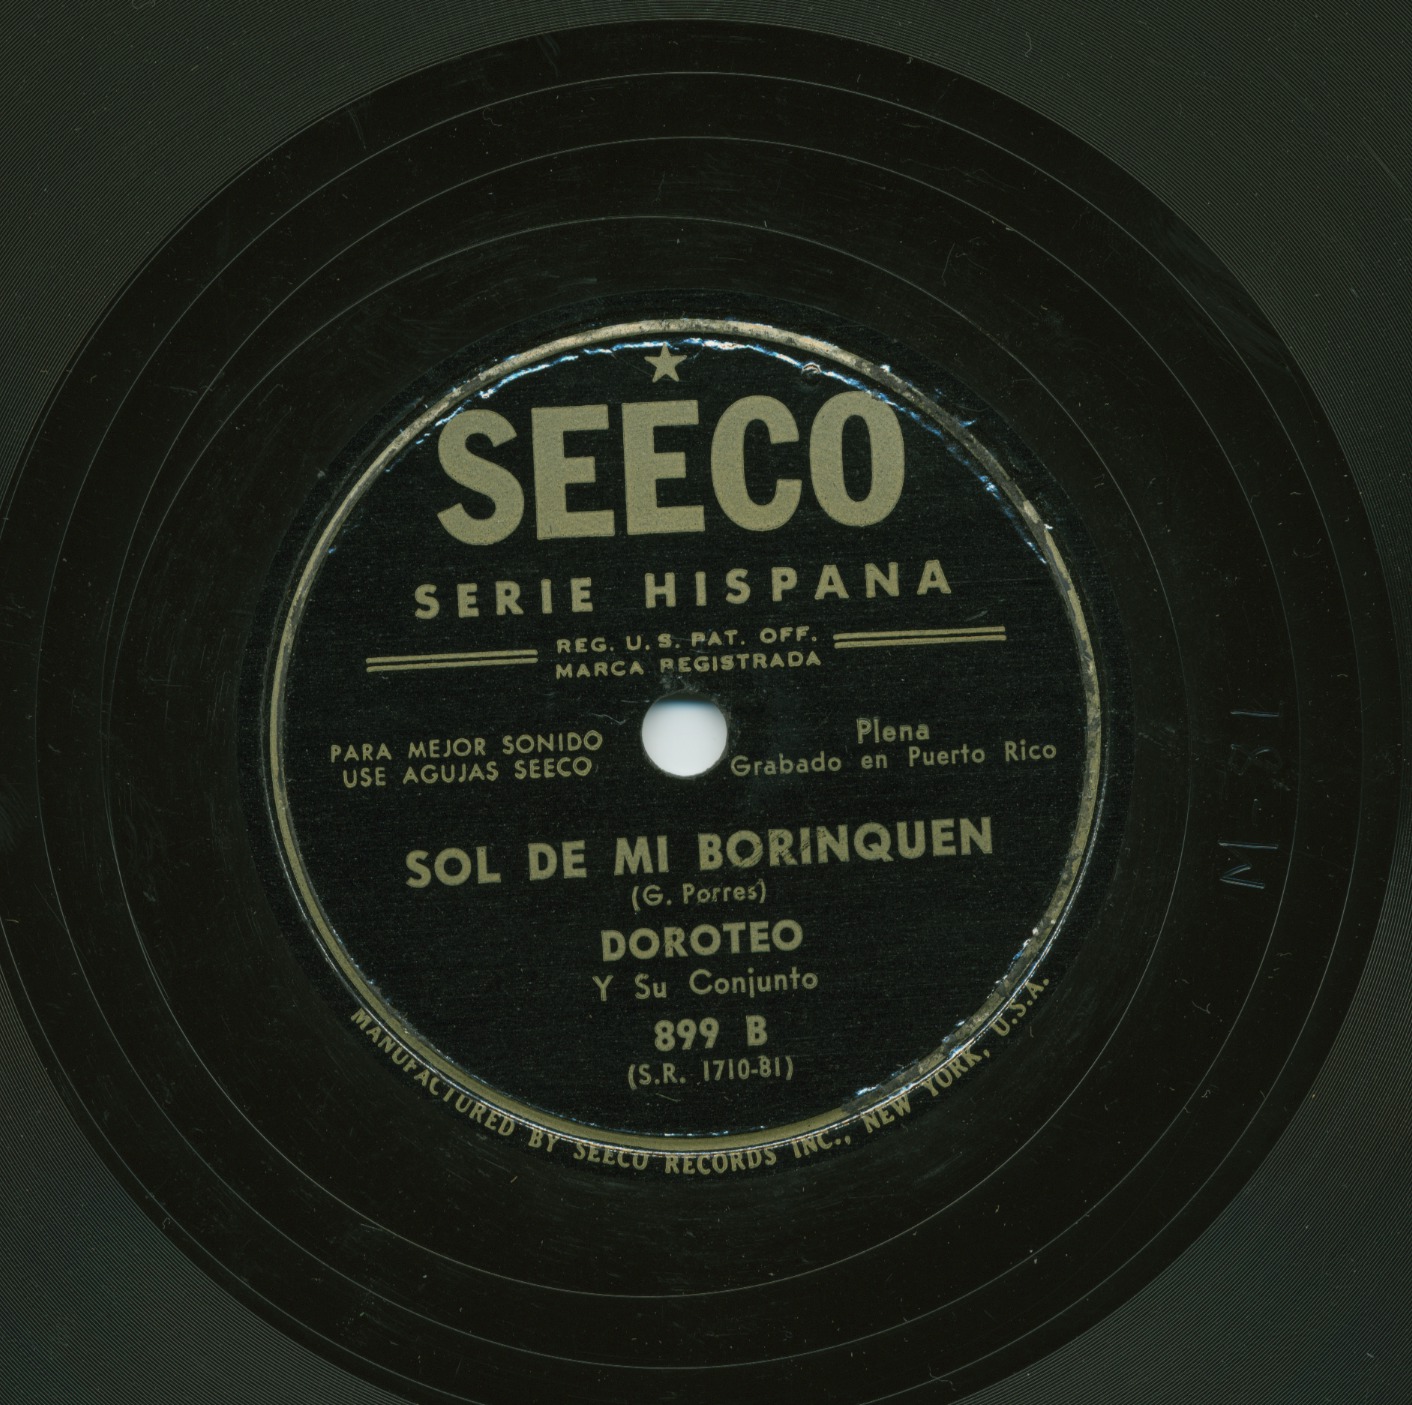 SEECO
SERIE HISPANA
REG. U.S. PAT. OFF.
MARCA REGISTRADA
PARA MEJOR SONIDO
USE AGUJAS SEECO
Plena
Grabado en Puerto Rico
SOL DE MI BORINQUEN
(G. Porres)
DOROTEO
Y Su Conjunto
899 B
(S.R. 1710-81)
MANUFACTURED BY SEECO RECORDS INC., NEW YORK, U.S.A.
M-81